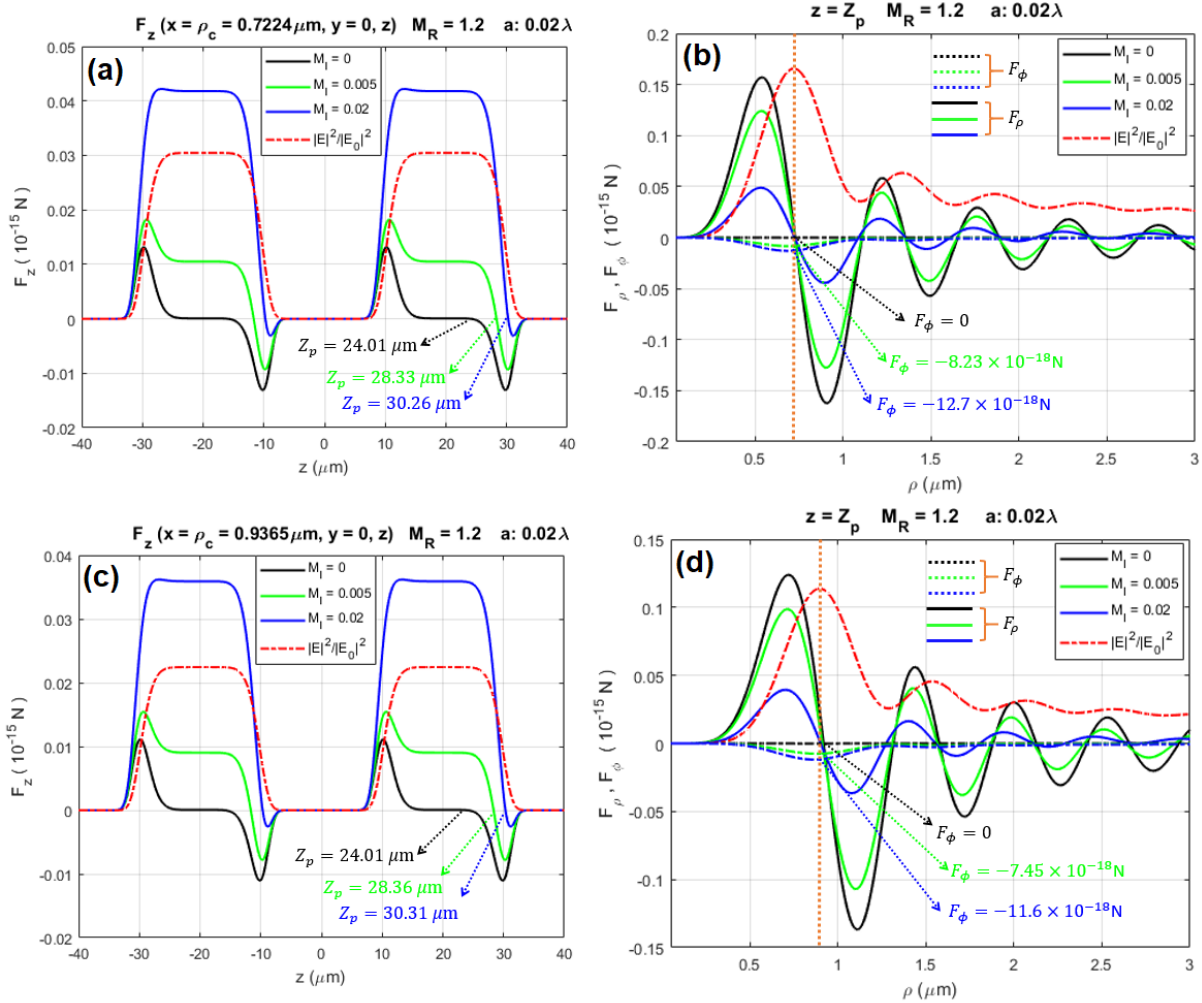 F_z (x = ρ_c = 0.7224μm, y = 0, z) M_R = 1.2 a: 0.02λ
(a)
M_I = 0
M_I = 0.005
M_I = 0.02
|E|^2/|E_0|^2
F_z (10^-15 N)
0.05
0.04
0.03
0.02
0.01
0
-0.01
-0.02
Z_p = 24.01 μm
Z_p = 28.33 μm
Z_p = 30.26 μm
-40 -30 -20 -10 0 10 20 30 40
z (μm)
z = Z_p M_R = 1.2 a: 0.02λ
(b)
F_ϕ
F_ρ
M_I = 0
M_I = 0.005
M_I = 0.02
|E|^2/|E_0|^2
F_ρ, F_ϕ (10^-15 N)
0.2
0.15
0.1
0.05
0
-0.05
-0.1
-0.15
-0.2
F_ϕ = 0
F_ϕ = −8.23 × 10^−18 N
F_ϕ = −12.7 × 10^−18 N
0.5 1 1.5 2 2.5 3
ρ (μm)
F_z (x = ρ_c = 0.9365μm, y = 0, z) M_R = 1.2 a: 0.02λ
(c)
M_I = 0
M_I = 0.005
M_I = 0.02
|E|^2/|E_0|^2
F_z (10^-15 N)
0.04
0.03
0.02
0.01
0
-0.01
-0.02
Z_p = 24.01 μm
Z_p = 28.36 μm
Z_p = 30.31 μm
-40 -30 -20 -10 0 10 20 30 40
z (μm)
z = Z_p M_R = 1.2 a: 0.02λ
(d)
F_ϕ
F_ρ
M_I = 0
M_I = 0.005
M_I = 0.02
|E|^2/|E_0|^2
F_ρ, F_ϕ (10^-15 N)
0.15
0.1
0.05
0
-0.05
-0.1
-0.15
F_ϕ = 0
F_ϕ = −7.45 × 10^−18 N
F_ϕ = −11.6 × 10^−18 N
0.5 1 1.5 2 2.5 3
ρ (μm)